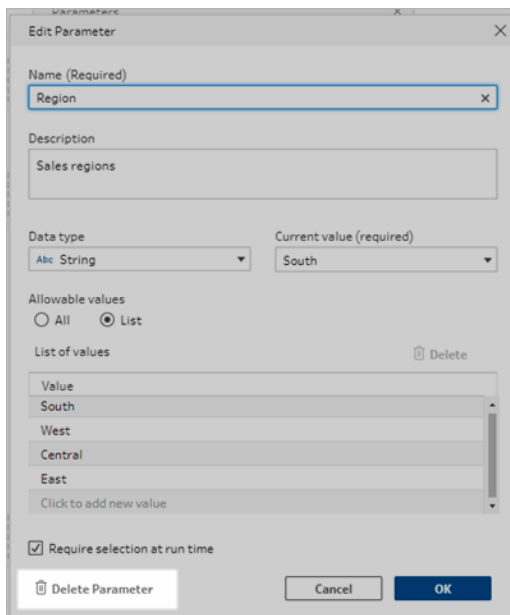 Parameters
Edit Parameter
Name (Required)
Region
Description
Sales regions
Data type
Current value (required)
Abc String
South
Allowable values
All List
List of values
Delete
Value
South
West
Central
East
Click to add new value
Require selection at run time
Delete Parameter
Cancel
OK